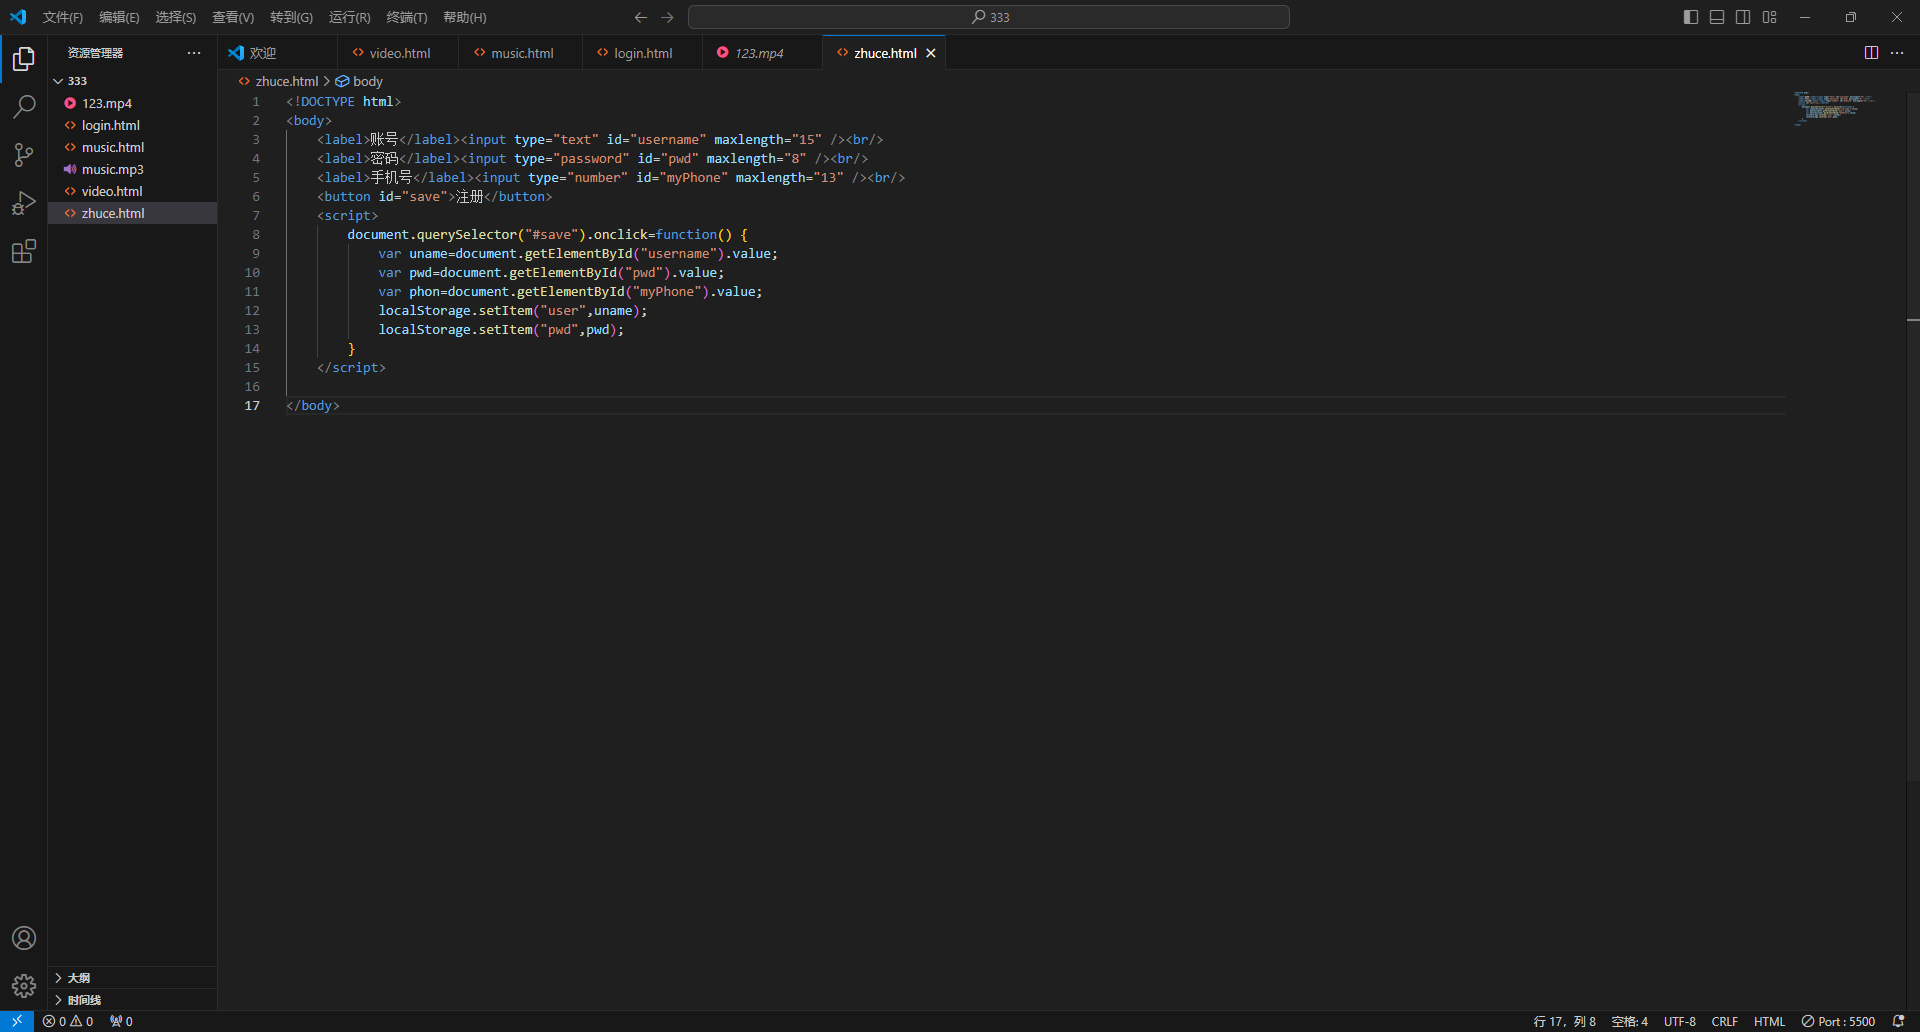 文件(F) 编辑(E) 选择(S) 查看(V) 转到(G) 运行(R) 终端(T) 帮助(H) 333
资源管理器
欢迎 video.html music.html login.html 123.mp4 zhuce.html
333
123.mp4
login.html
music.html
music.mp3
video.html
zhuce.html
zhuce.html > body
1 <!DOCTYPE html>
2 <body>
3 <label>账号</label><input type="text" id="username" maxlength="15" /><br/>
4 <label>密码</label><input type="password" id="pwd" maxlength="8" /><br/>
5 <label>手机号</label><input type="number" id="myPhone" maxlength="13" /><br/>
6 <button id="save">注册</button>
7 <script>
8 document.querySelector("#save").onclick=function() {
9 var uname=document.getElementById("username").value;
10 var pwd=document.getElementById("pwd").value;
11 var phon=document.getElementById("myPhone").value;
12 localStorage.setItem("user",uname);
13 localStorage.setItem("pwd",pwd);
14 }
15 </script>
16
17 </body>
大纲
时间线
0 0 0 行 17，列 8 空格: 4 UTF-8 CRLF HTML Port : 5500